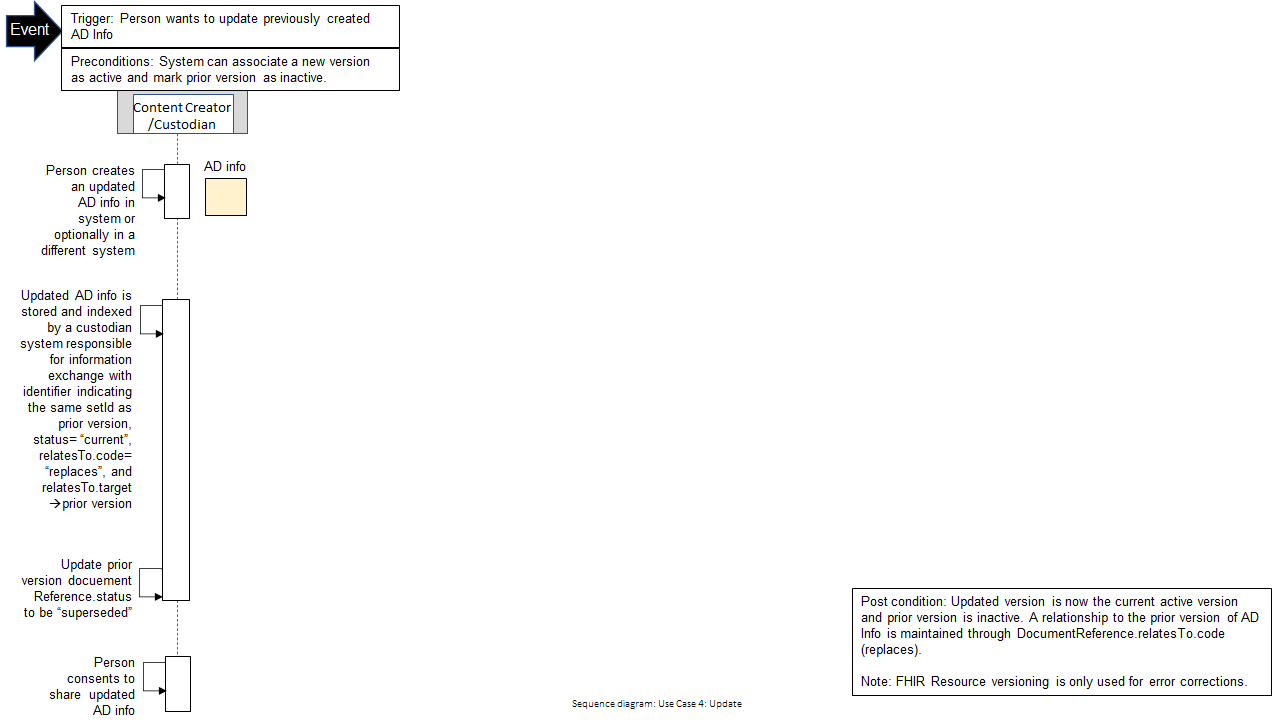 Event
Trigger: Person wants to update previously created
AD Info
Preconditions: System can associate a new version
as active and mark prior version as inactive.
Content Creator
/Custodian
Person creates
an updated
AD info in
system or
optionally in a
different system
AD info
Updated AD info is
stored and indexed
by a custodian
system responsible
for information
exchange with
identifier indicating
the same setId as
prior version,
status= “current”,
relatesTo.code=
“replaces”, and
relatesTo.target
→prior version
Update prior
version docuement
Reference.status
to be “superseded”
Person
consents to
share updated
AD info
Post condition: Updated version is now the current active version
and prior version is inactive. A relationship to the prior version of AD
Info is maintained through DocumentReference.relatesTo.code
(replaces).
Note: FHIR Resource versioning is only used for error corrections.
Sequence diagram: Use Case 4: Update